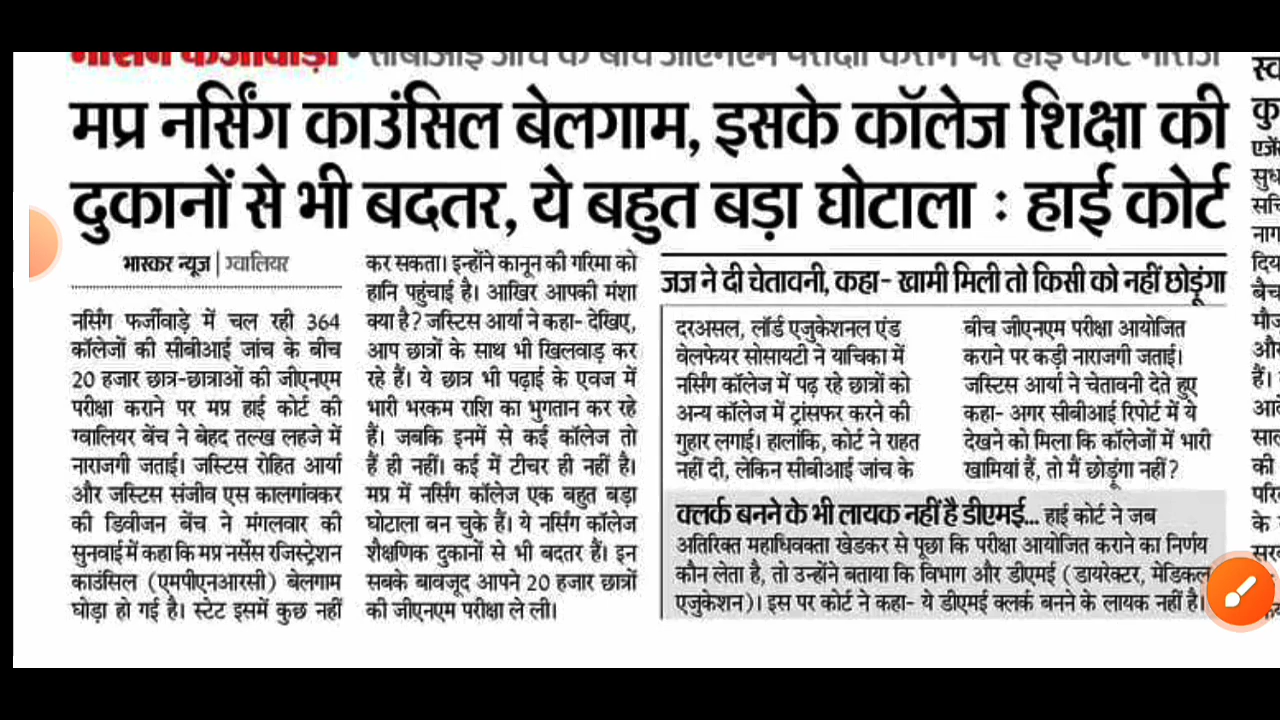 नर्सिंग फर्जीवाड़ा • सीबीआई जांच के बीच जीएनएम परीक्षा कराने पर हाई कोर्ट नाराज
मप्र नर्सिंग काउंसिल बेलगाम, इसके कॉलेज शिक्षा की
दुकानों से भी बदतर, ये बहुत बड़ा घोटाला : हाई कोर्ट
भास्कर न्यूज | ग्वालियर
नर्सिंग फर्जीवाड़े में चल रही 364
कॉलेजों की सीबीआई जांच के बीच
20 हजार छात्र-छात्राओं की जीएनएम
परीक्षा कराने पर मप्र हाई कोर्ट की
ग्वालियर बेंच ने बेहद तल्ख लहजे में
नाराजगी जताई। जस्टिस रोहित आर्या
और जस्टिस संजीव एस कालगांवकर
की डिवीजन बेंच ने मंगलवार की
सुनवाई में कहा कि मप्र नर्सेस रजिस्ट्रेशन
काउंसिल (एमपीएनआरसी) बेलगाम
घोड़ा हो गई है। स्टेट इसमें कुछ नहीं
कर सकता। इन्होंने कानून की गरिमा को
हानि पहुंचाई है। आखिर आपकी मंशा
क्या है? जस्टिस आर्या ने कहा- देखिए,
आप छात्रों के साथ भी खिलवाड़ कर
रहे हैं। ये छात्र भी पढ़ाई के एवज में
भारी भरकम राशि का भुगतान कर रहे
हैं। जबकि इनमें से कई कॉलेज तो
हैं ही नहीं। कई में टीचर ही नहीं है।
मप्र में नर्सिंग कॉलेज एक बहुत बड़ा
घोटाला बन चुके हैं। ये नर्सिंग कॉलेज
शैक्षणिक दुकानों से भी बदतर हैं। इन
सबके बावजूद आपने 20 हजार छात्रों
की जीएनएम परीक्षा ले ली।
जज ने दी चेतावनी, कहा- खामी मिली तो किसी को नहीं छोड़ूंगा
दरअसल, लॉर्ड एजुकेशनल एंड
वेलफेयर सोसायटी ने याचिका में
नर्सिंग कॉलेज में पढ़ रहे छात्रों को
अन्य कॉलेज में ट्रांसफर करने की
गुहार लगाई। हालांकि, कोर्ट ने राहत
नहीं दी, लेकिन सीबीआई जांच के
बीच जीएनएम परीक्षा आयोजित
कराने पर कड़ी नाराजगी जताई।
जस्टिस आर्या ने चेतावनी देते हुए
कहा- अगर सीबीआई रिपोर्ट में ये
देखने को मिला कि कॉलेजों में भारी
खामियां हैं, तो मैं छोड़ूंगा नहीं?
क्लर्क बनने के भी लायक नहीं है डीएमई... हाई कोर्ट ने जब
अतिरिक्त महाधिवक्ता खेडकर से पूछा कि परीक्षा आयोजित कराने का निर्णय
कौन लेता है, तो उन्होंने बताया कि विभाग और डीएमई (डायरेक्टर, मेडिकल
एजुकेशन)। इस पर कोर्ट ने कहा- ये डीएमई क्लर्क बनने के लायक नहीं है।